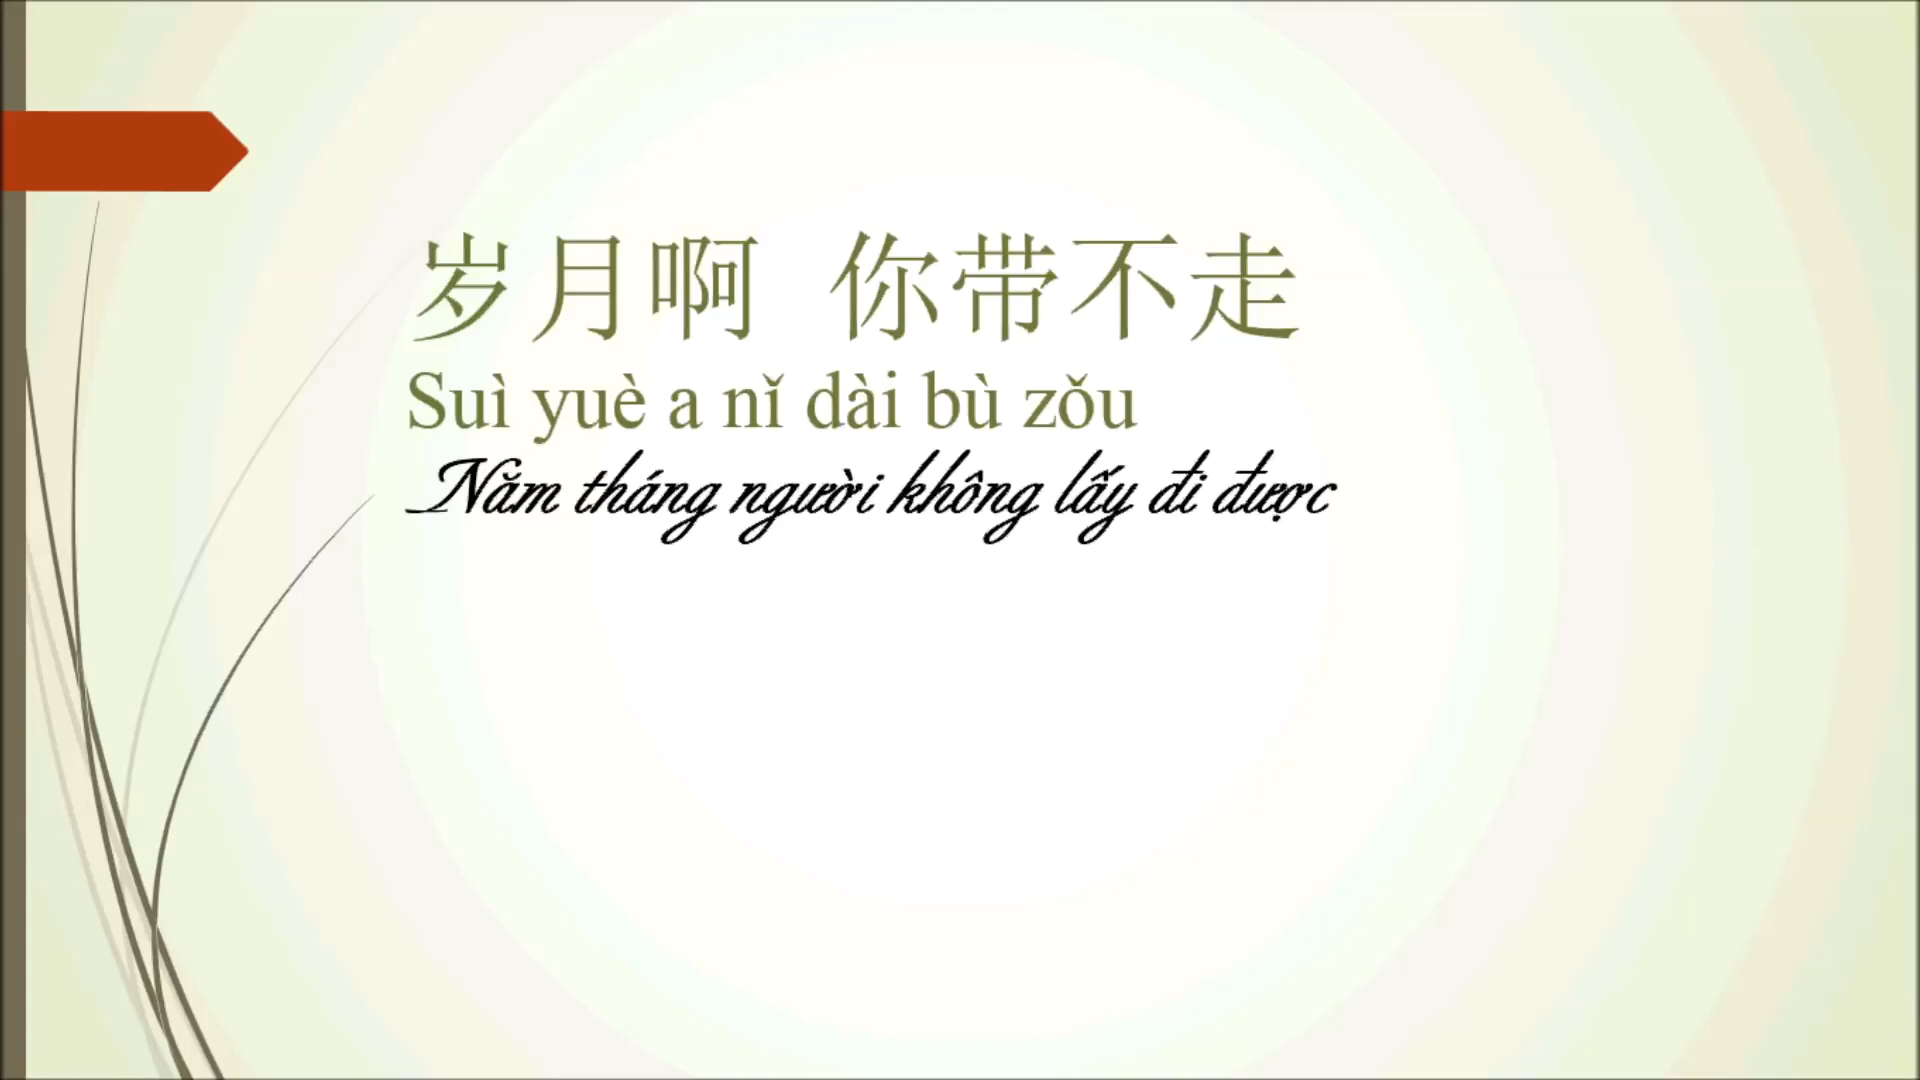 岁月啊 你带不走
Suì yuè a nǐ dài bù zǒu
Năm tháng người không lấy đi được